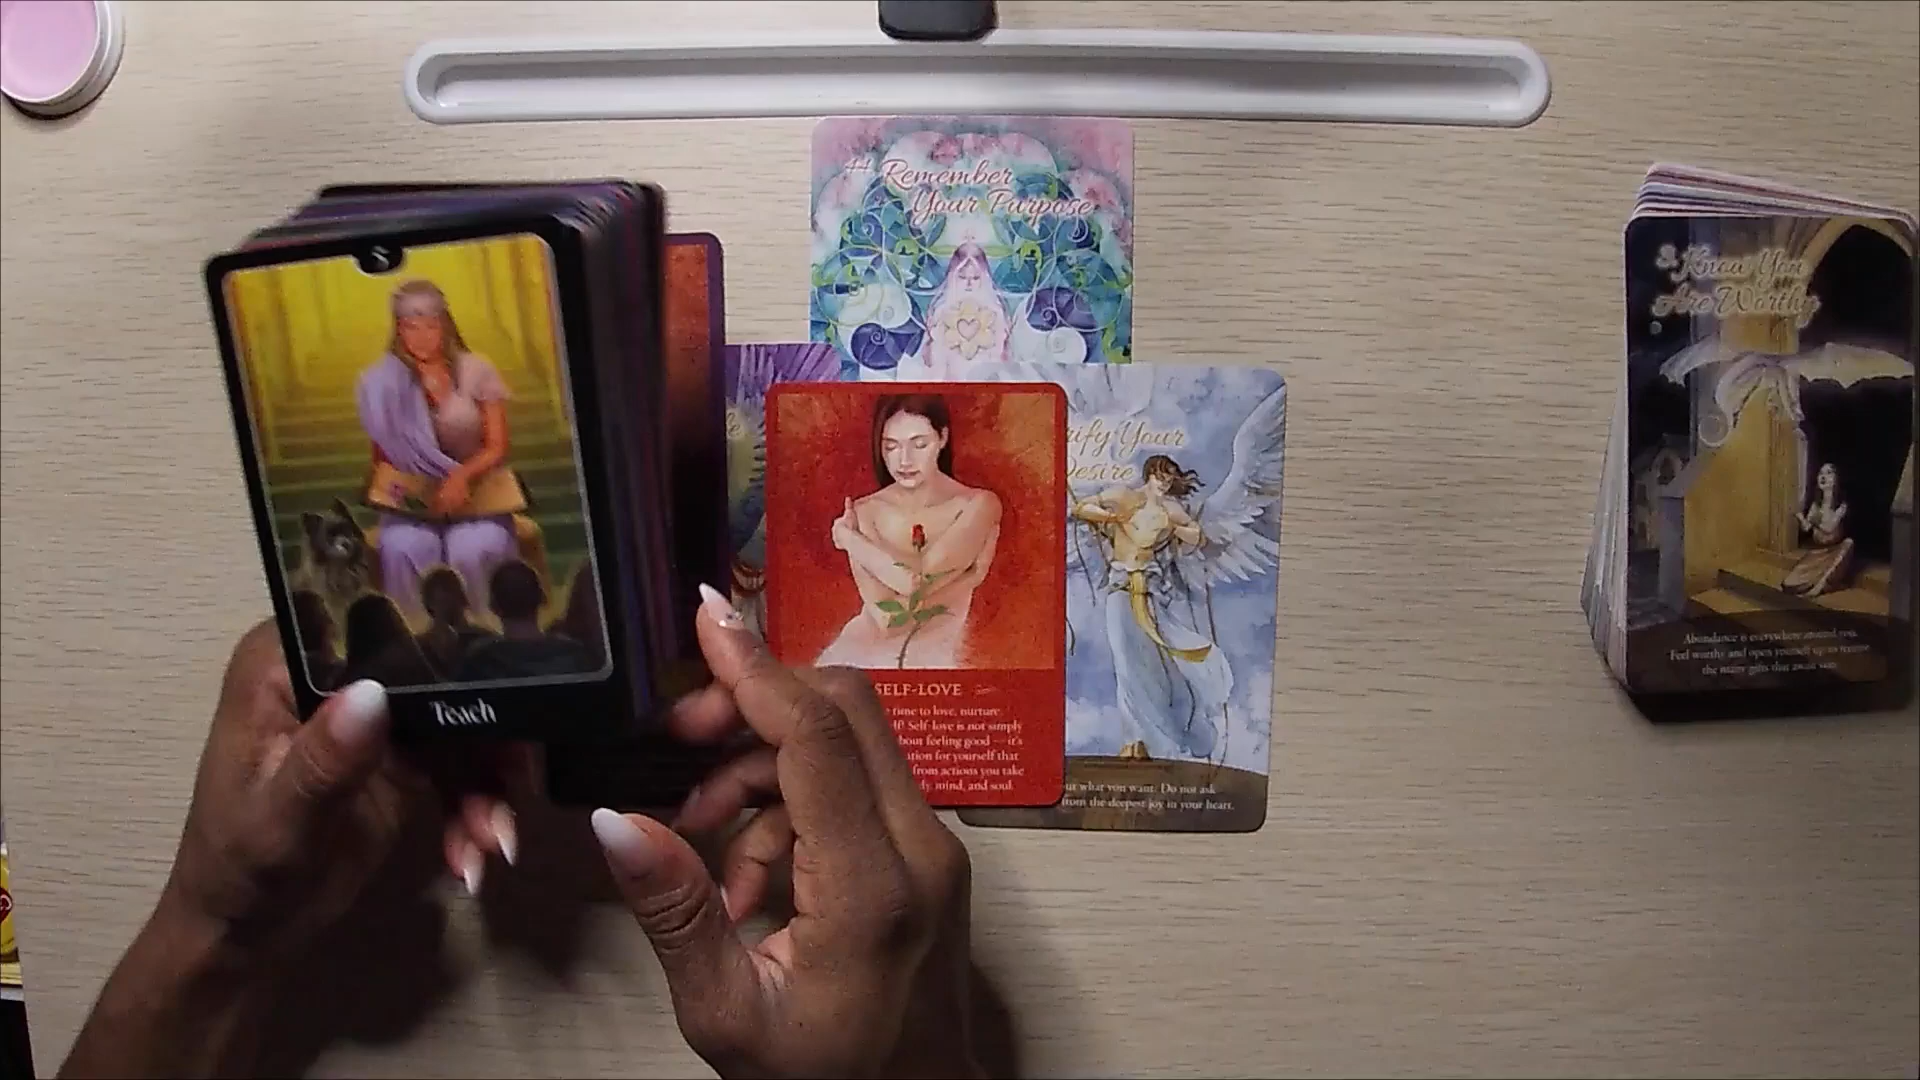 S
Teach
44 Remember
Your Purpose
rify Your
Desire
SELF-LOVE
time to love, nurture,
Self-love is not simply
bout feeling good — it's
ation for yourself that
from actions you take
dy, mind, and soul.
ut what you want. Do not ask
from the deepest joy in your heart.
Know You
Are Worthy
Abundance is everywhere around you.
Feel worthy and open yourself up to receive
the many gifts that await you.